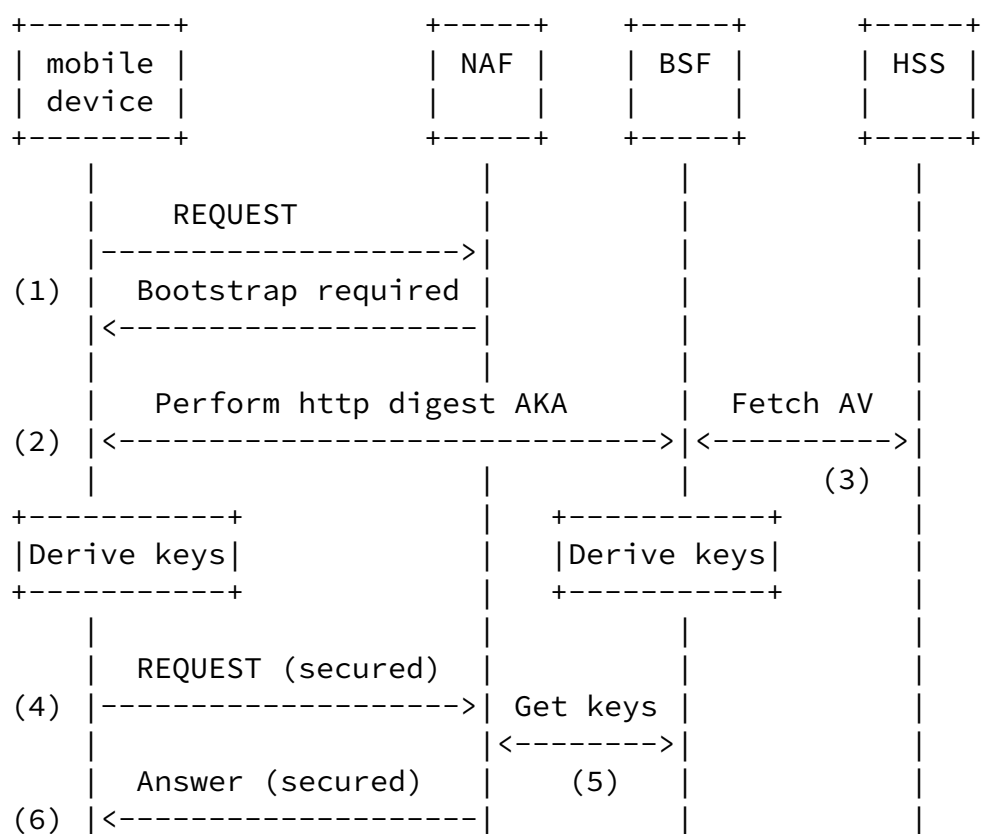 mobile NAF BSF HSS
device
REQUEST
(1) Bootstrap required
Perform http digest AKA Fetch AV
(2)
(3)
Derive keys Derive keys
REQUEST (secured)
(4) Get keys
Answer (secured) (5)
(6)